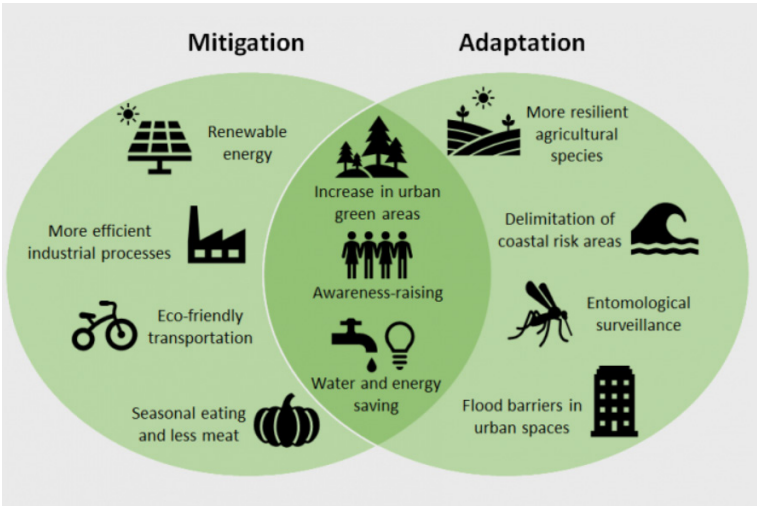 Mitigation
Adaptation
Renewable
energy
More efficient
industrial processes
Eco-friendly
transportation
Seasonal eating
and less meat
Increase in urban
green areas
Awareness-raising
Water and energy
saving
More resilient
agricultural
species
Delimitation of
coastal risk areas
Entomological
surveillance
Flood barriers in
urban spaces